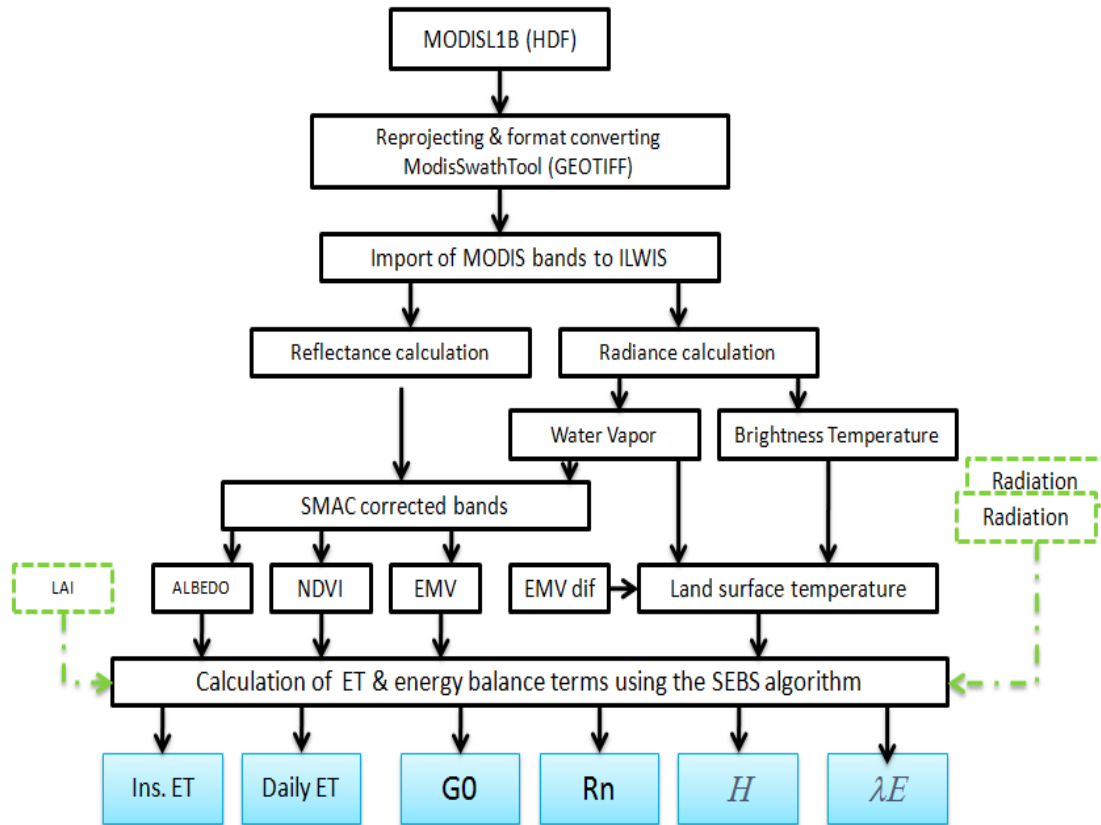 MODISL1B (HDF)
Reprojecting & format converting
ModisSwathTool (GEOTIFF)
Import of MODIS bands to ILWIS
Reflectance calculation
Radiance calculation
Water Vapor
Brightness Temperature
Radiation
Radiation
SMAC corrected bands
LAI
ALBEDO
NDVI
EMV
EMV dif
Land surface temperature
Calculation of ET & energy balance terms using the SEBS algorithm
Ins. ET
Daily ET
G0
Rn
H
λE